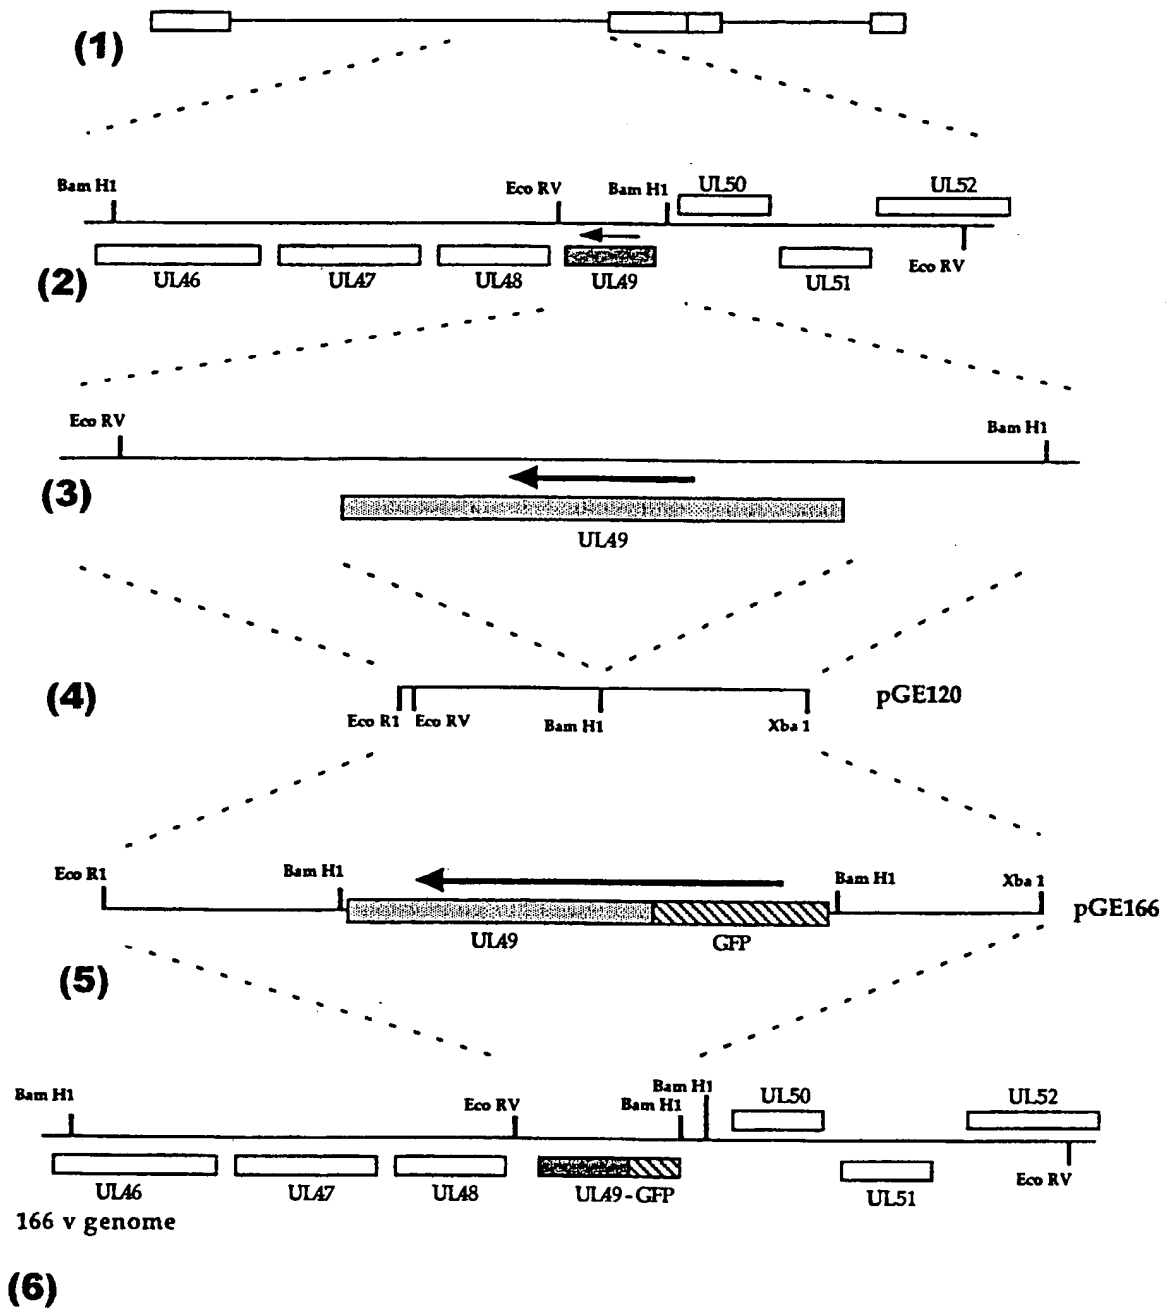 (1)
Bam H1
Eco RV
Bam H1
UL50
UL52
UL46
UL47
UL48
UL49
UL51
Eco RV
(2)
Eco RV
Bam H1
(3)
UL49
(4)
Eco R1
Eco RV
Bam H1
Xba 1
pGE120
Eco R1
Bam H1
Bam H1
Xba 1
pGE166
UL49
GFP
(5)
Bam H1
Eco RV
Bam H1
Bam H1
UL50
UL52
UL46
UL47
UL48
UL49-GFP
UL51
Eco RV
166 v genome
(6)